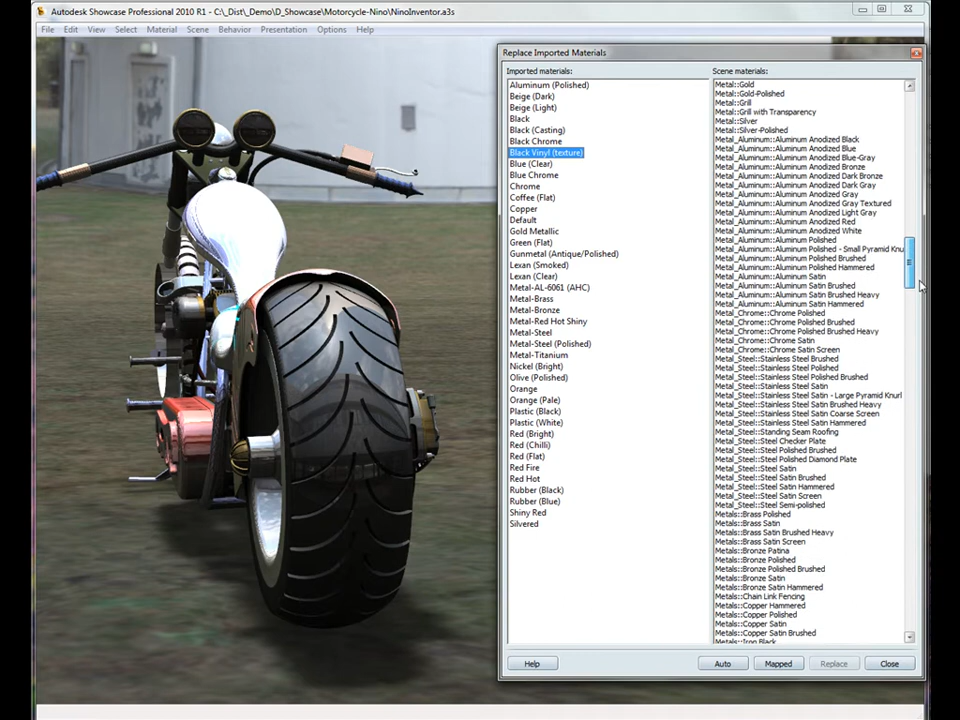 Autodesk Showcase Professional 2010 R1 - C:\_Dist\_Demo\D_Showcase\Motorcycle-Nino\NinoInventor.a3s
File Edit View Select Material Scene Behavior Presentation Options Help
Replace Imported Materials
Imported materials:
Aluminum (Polished)
Beige (Dark)
Beige (Light)
Black
Black (Casting)
Black Chrome
Black Vinyl (texture)
Blue (Clear)
Blue Chrome
Chrome
Coffee (Flat)
Copper
Default
Gold Metallic
Green (Flat)
Gunmetal (Antique/Polished)
Lexan (Smoked)
Lexan (Clear)
Metal-AL-6061 (AHC)
Metal-Brass
Metal-Bronze
Metal-Red Hot Shiny
Metal-Steel
Metal-Steel (Polished)
Metal-Titanium
Nickel (Bright)
Olive (Polished)
Orange
Orange (Pale)
Plastic (Black)
Plastic (White)
Red (Bright)
Red (Chilli)
Red (Flat)
Red Fire
Red Hot
Rubber (Black)
Rubber (Blue)
Shiny Red
Silvered
Scene materials:
Metal::Gold
Metal::Gold-Polished
Metal::Grill
Metal::Grill with Transparency
Metal::Silver
Metal::Silver-Polished
Metal_Aluminum::Aluminum Anodized Black
Metal_Aluminum::Aluminum Anodized Blue
Metal_Aluminum::Aluminum Anodized Blue-Gray
Metal_Aluminum::Aluminum Anodized Bronze
Metal_Aluminum::Aluminum Anodized Dark Bronze
Metal_Aluminum::Aluminum Anodized Dark Gray
Metal_Aluminum::Aluminum Anodized Gray
Metal_Aluminum::Aluminum Anodized Gray Textured
Metal_Aluminum::Aluminum Anodized Light Gray
Metal_Aluminum::Aluminum Anodized Red
Metal_Aluminum::Aluminum Anodized White
Metal_Aluminum::Aluminum Polished
Metal_Aluminum::Aluminum Polished - Small Pyramid Knu
Metal_Aluminum::Aluminum Polished Brushed
Metal_Aluminum::Aluminum Polished Hammered
Metal_Aluminum::Aluminum Satin
Metal_Aluminum::Aluminum Satin Brushed
Metal_Aluminum::Aluminum Satin Brushed Heavy
Metal_Aluminum::Aluminum Satin Hammered
Metal_Chrome::Chrome Polished
Metal_Chrome::Chrome Polished Brushed
Metal_Chrome::Chrome Polished Brushed Heavy
Metal_Chrome::Chrome Satin
Metal_Chrome::Chrome Satin Screen
Metal_Steel::Stainless Steel Brushed
Metal_Steel::Stainless Steel Polished
Metal_Steel::Stainless Steel Polished Brushed
Metal_Steel::Stainless Steel Satin
Metal_Steel::Stainless Steel Satin - Large Pyramid Knurl
Metal_Steel::Stainless Steel Satin Brushed Heavy
Metal_Steel::Stainless Steel Satin Coarse Screen
Metal_Steel::Stainless Steel Satin Hammered
Metal_Steel::Standing Seam Roofing
Metal_Steel::Steel Checker Plate
Metal_Steel::Steel Polished Brushed
Metal_Steel::Steel Polished Diamond Plate
Metal_Steel::Steel Satin
Metal_Steel::Steel Satin Brushed
Metal_Steel::Steel Satin Hammered
Metal_Steel::Steel Satin Screen
Metal_Steel::Steel Semi-polished
Metals::Brass Polished
Metals::Brass Satin
Metals::Brass Satin Brushed Heavy
Metals::Brass Satin Screen
Metals::Bronze Patina
Metals::Bronze Polished
Metals::Bronze Polished Brushed
Metals::Bronze Satin
Metals::Bronze Satin Hammered
Metals::Chain Link Fencing
Metals::Copper Hammered
Metals::Copper Polished
Metals::Copper Satin
Metals::Copper Satin Brushed
Metals::Iron Black
Help Auto Mapped Replace Close